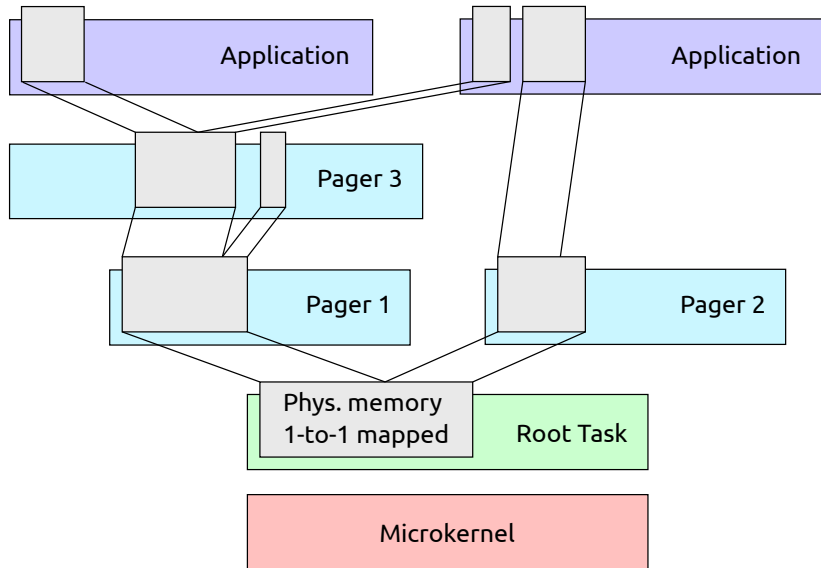 Application
Application
Pager 3
Pager 1
Pager 2
Phys. memory
1-to-1 mapped
Root Task
Microkernel